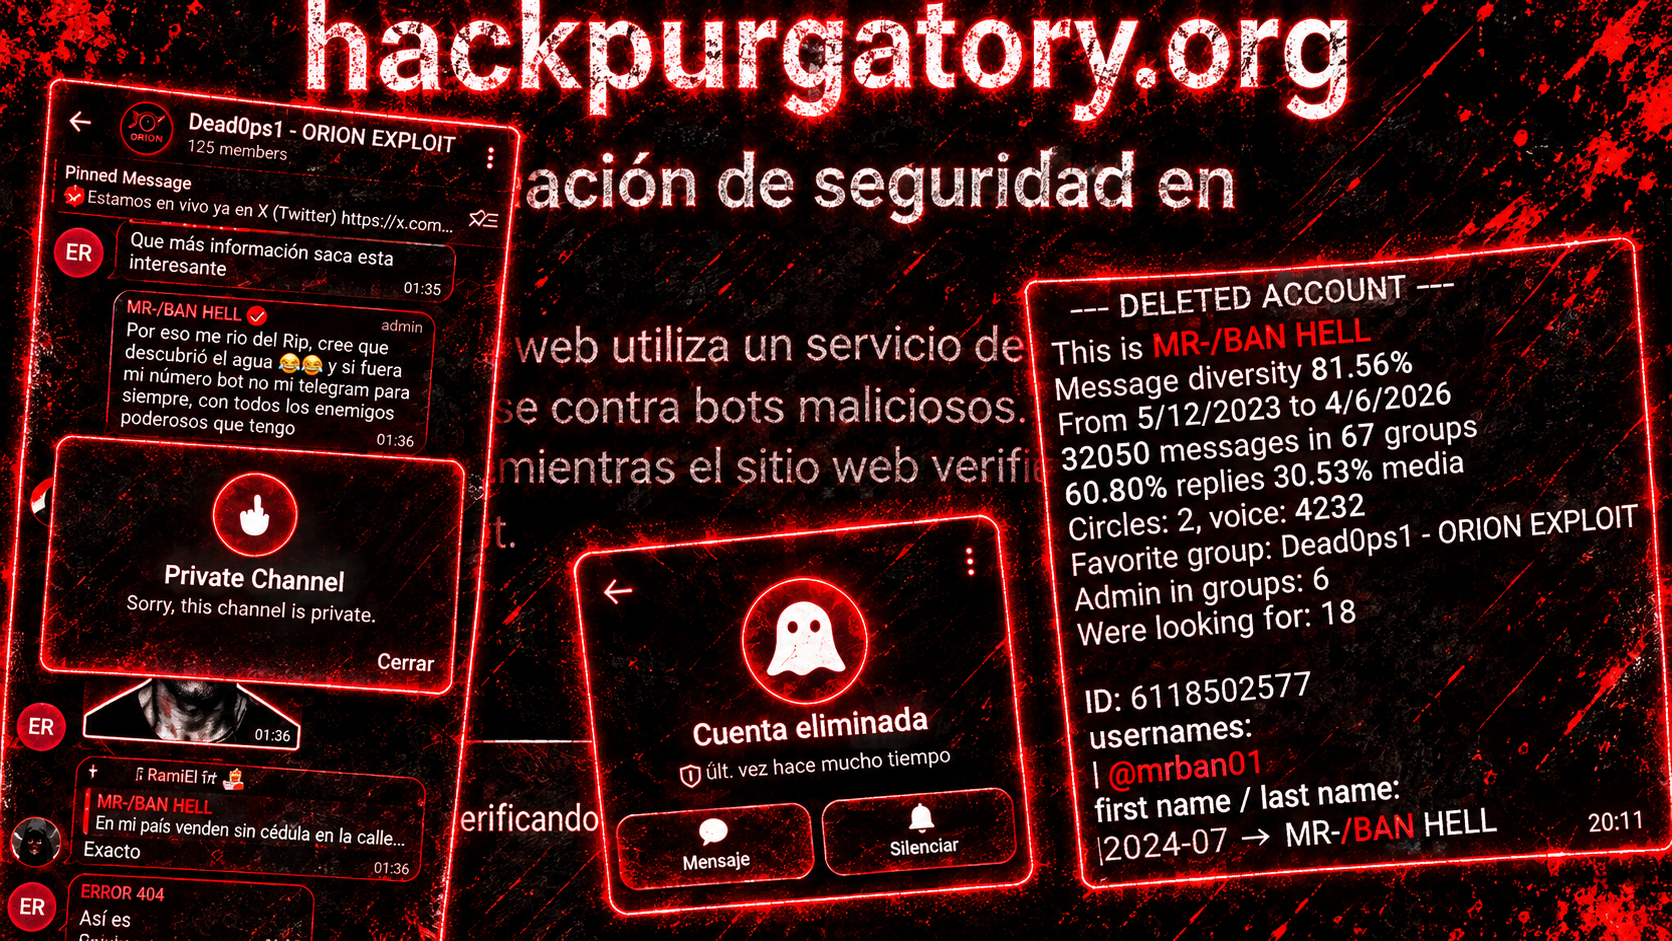 hackpurgatory.org
ación de seguridad en
web utiliza un servicio de
se contra bots maliciosos.
mientras el sitio web verifi
t.
erificando
Dead0ps1 - ORION EXPLOIT
125 members
ORION
Pinned Message
Estamos en vivo ya en X (Twitter) https://x.com...
ER
Que más información saca esta
interesante
01:35
MR-/BAN HELL
admin
Por eso me rio del Rip, cree que
descubrió el agua 😂😂 y si fuera
mi número bot no mi telegram para
siempre, con todos los enemigos
poderosos que tengo
01:36
Private Channel
Sorry, this channel is private.
Cerrar
ER
01:36
RamiEl
MR-/BAN HELL
En mi país venden sin cédula en la calle...
Exacto
01:36
ER
ERROR 404
Así es
Cuenta eliminada
últ. vez hace mucho tiempo
Mensaje
Silenciar
--- DELETED ACCOUNT ---
This is MR-/BAN HELL
Message diversity 81.56%
From 5/12/2023 to 4/6/2026
32050 messages in 67 groups
60.80% replies 30.53% media
Circles: 2, voice: 4232
Favorite group: Dead0ps1 - ORION EXPLOIT
Admin in groups: 6
Were looking for: 18
ID: 6118502577
usernames:
| @mrban01
first name / last name:
|2024-07 → MR-/BAN HELL
20:11